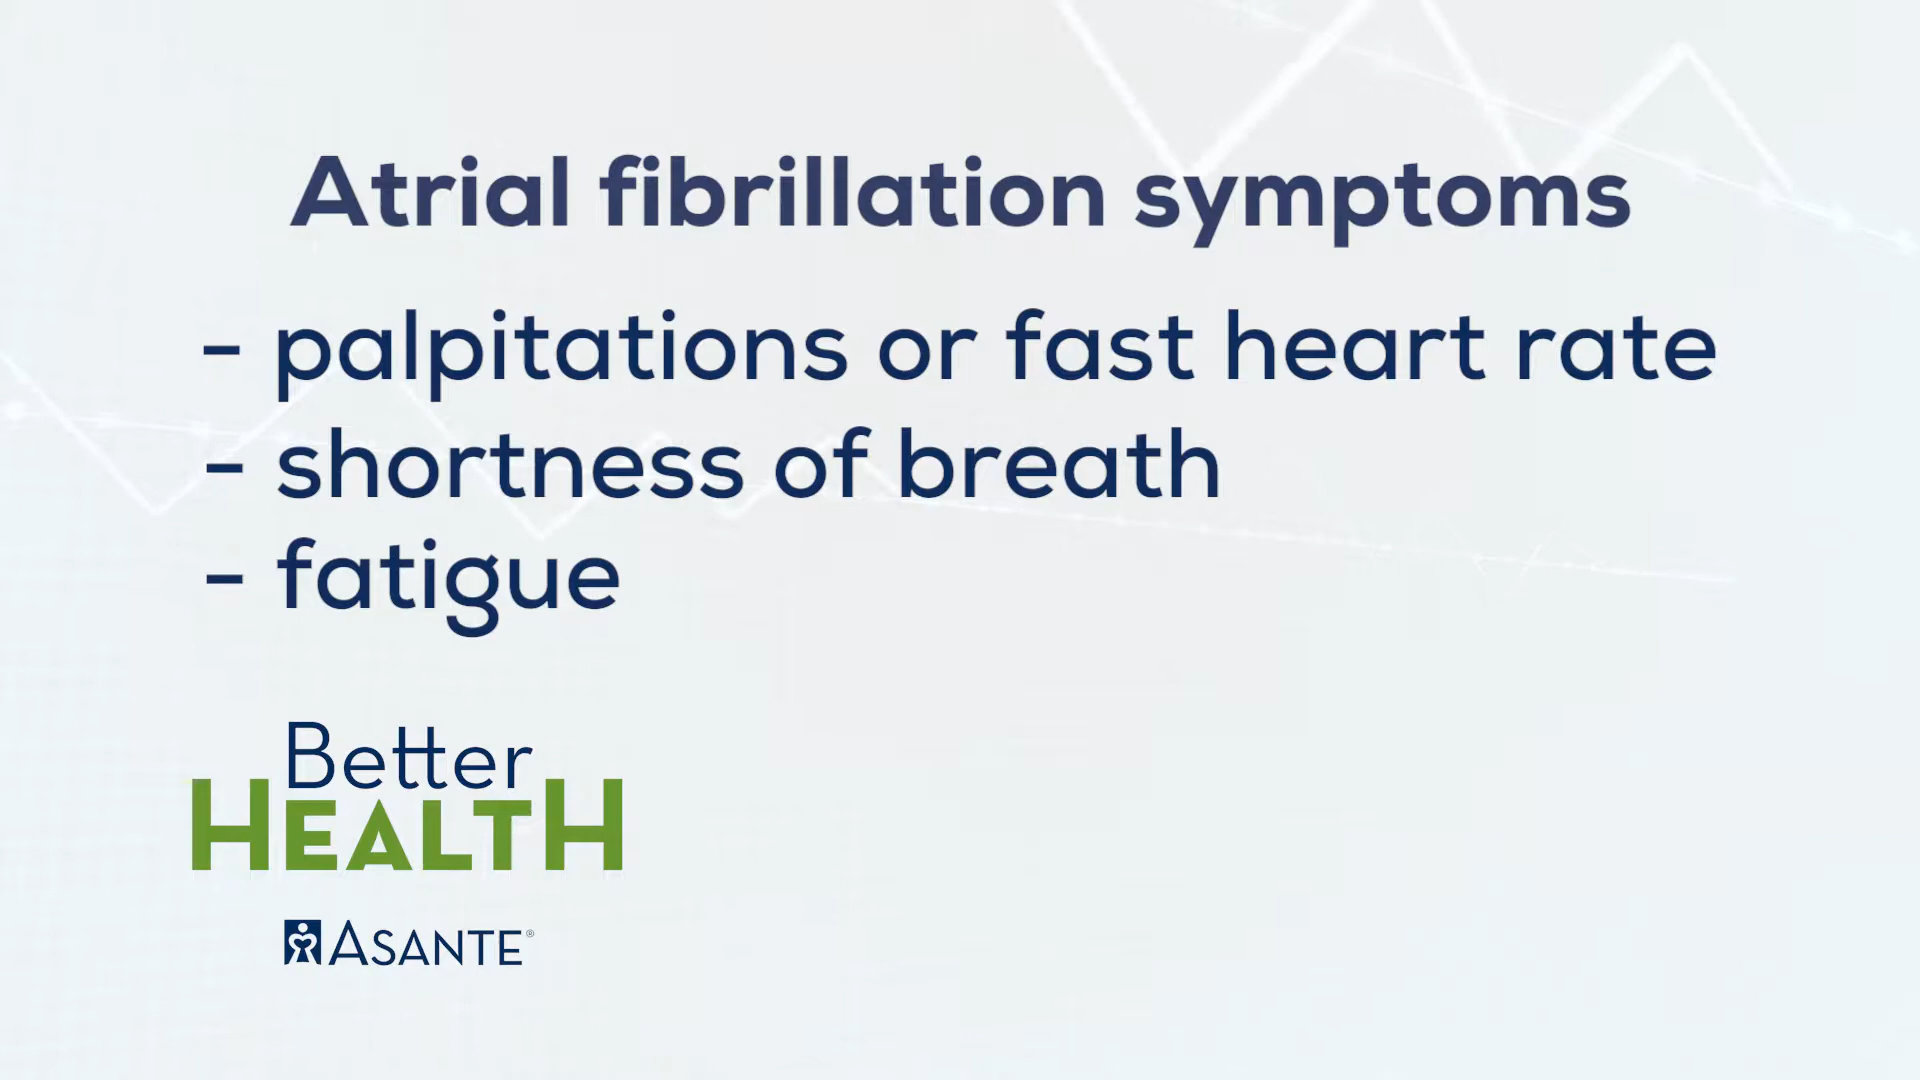 Atrial fibrillation symptoms
- palpitations or fast heart rate
- shortness of breath
- fatigue
Better
HEALTH
ASANTE®